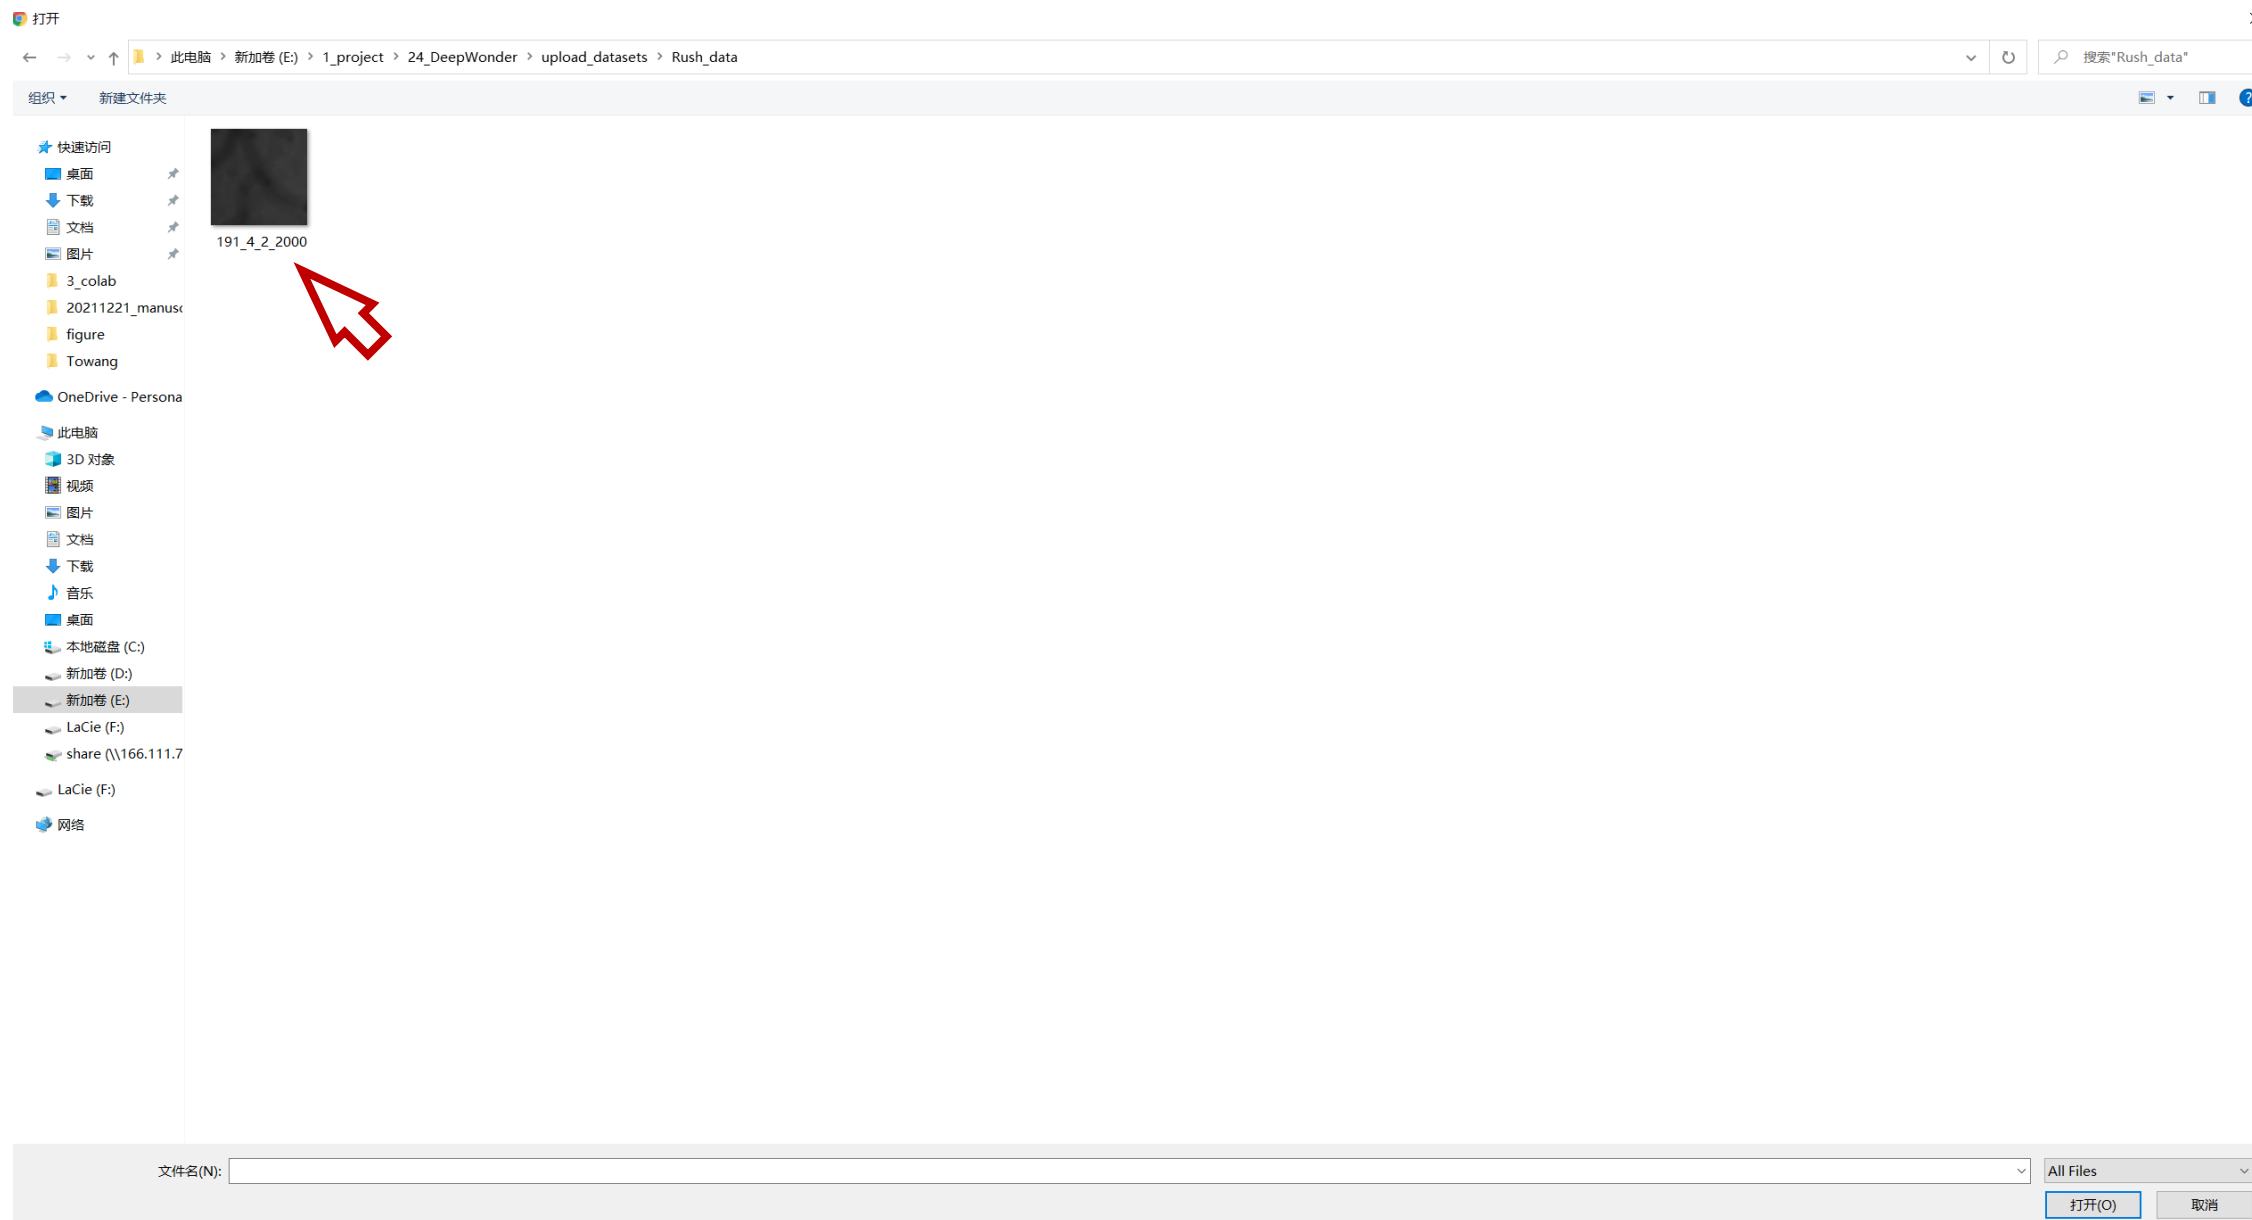 打开
此电脑 > 新加卷 (E:) > 1_project > 24_DeepWonder > upload_datasets > Rush_data
搜索"Rush_data"
组织
新建文件夹
快速访问
桌面
下载
文档
图片
3_colab
20211221_manusc
figure
Towang
OneDrive - Persona
此电脑
3D 对象
视频
图片
文档
下载
音乐
桌面
本地磁盘 (C:)
新加卷 (D:)
新加卷 (E:)
LaCie (F:)
share (\\166.111.7
LaCie (F:)
网络
191_4_2_2000
文件名(N):
All Files
打开(O)
取消